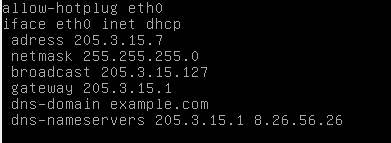 allow-hotplug eth0
iface eth0 inet dhcp
adress 205.3.15.7
netmask 255.255.255.0
broadcast 205.3.15.127
gateway 205.3.15.1
dns-domain example.com
dns-nameservers 205.3.15.1 8.26.56.26